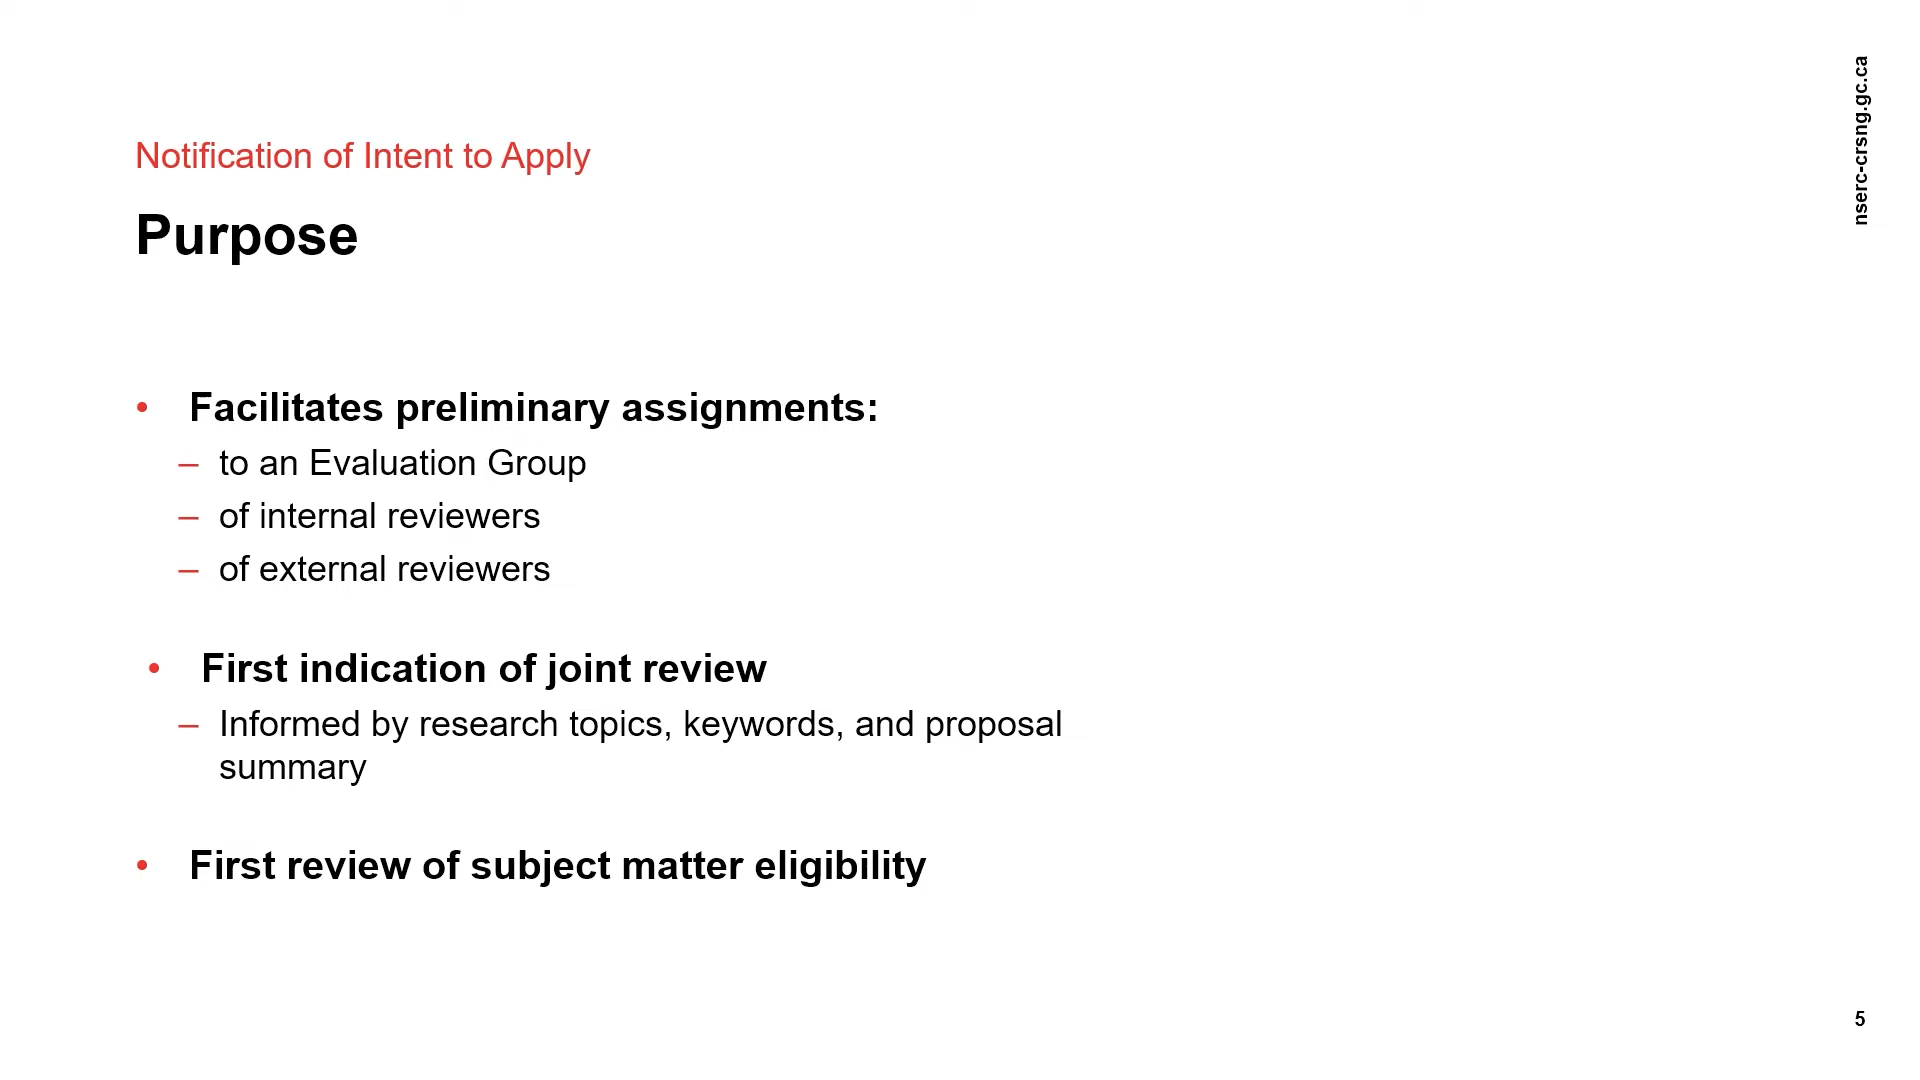 nserc-crsng.gc.ca
Notification of Intent to Apply
Purpose
• Facilitates preliminary assignments:
– to an Evaluation Group
– of internal reviewers
– of external reviewers
• First indication of joint review
– Informed by research topics, keywords, and proposal
summary
• First review of subject matter eligibility
5